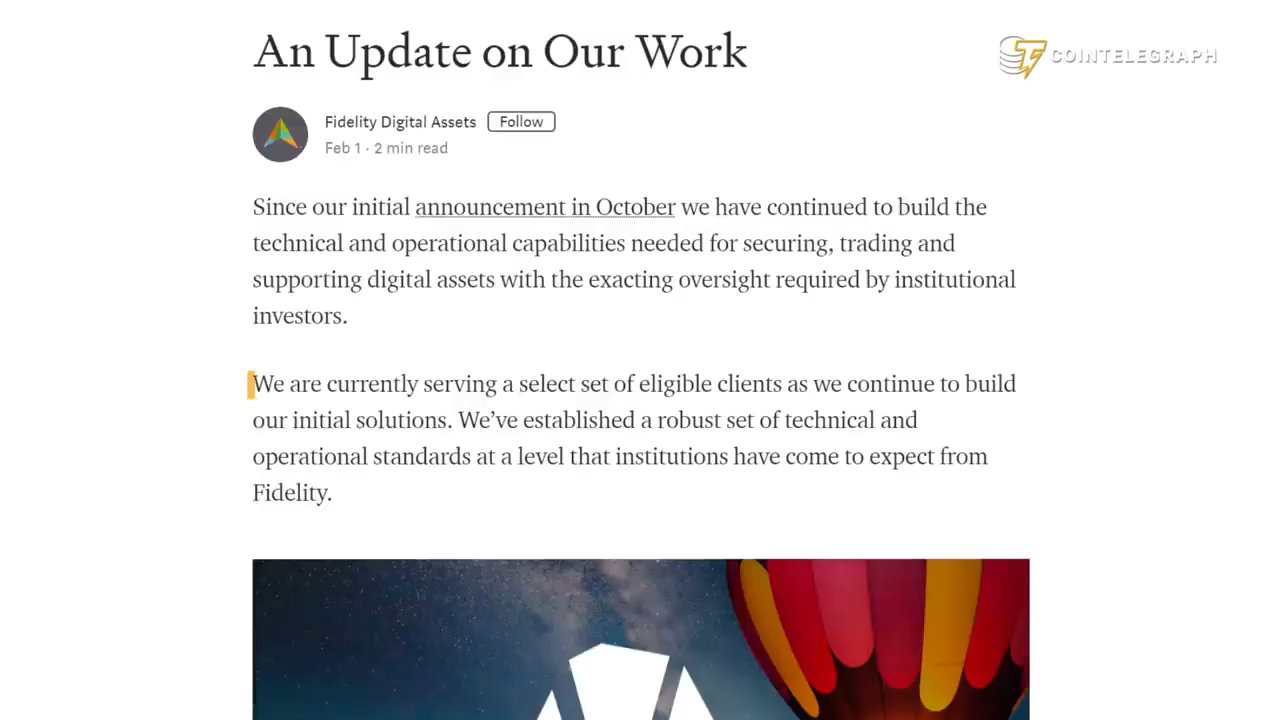 An Update on Our Work
COINTELEGRAPH
Fidelity Digital Assets Follow
Feb 1 · 2 min read
Since our initial announcement in October we have continued to build the
technical and operational capabilities needed for securing, trading and
supporting digital assets with the exacting oversight required by institutional
investors.
We are currently serving a select set of eligible clients as we continue to build
our initial solutions. We’ve established a robust set of technical and
operational standards at a level that institutions have come to expect from
Fidelity.